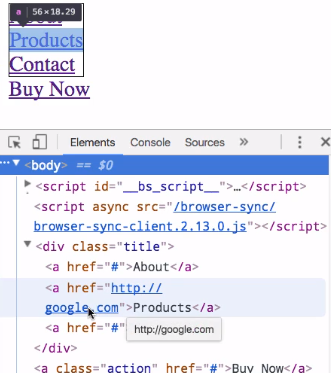 a 56×18.29
About
Products
Contact
Buy Now
Elements Console Sources »
... ▼ <body> == $0
▶ <script id="__bs_script__">…</script>
<script async src="/browser-sync/
browser-sync-client.2.13.0.js"></script>
▼ <div class="title">
<a href="#">About</a>
<a href="http://
google.com">Products</a>
<a href="#"
http://google.com
</div>
<a class="action" href="#">Buy Now</a>